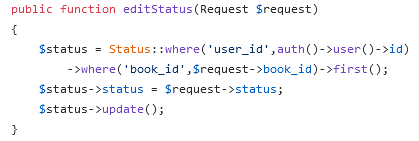 public function editStatus(Request $request)
{
    $status = Status::where('user_id',auth()->user()->id)
        ->where('book_id',$request->book_id)->first();
    $status->status = $request->status;
    $status->update();
}